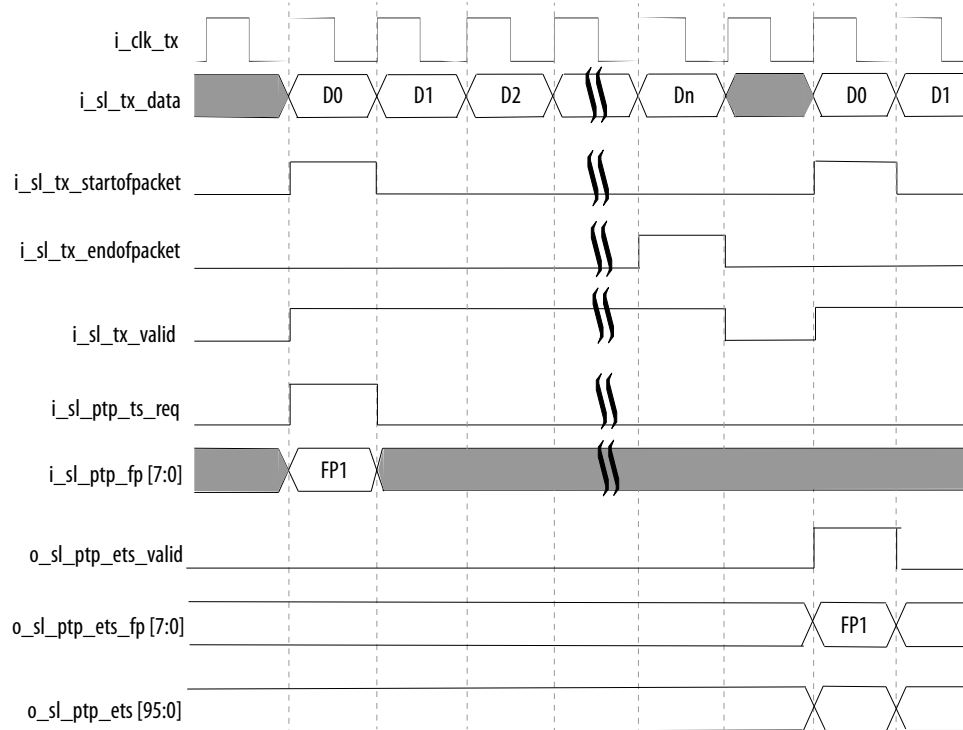 i_clk_tx
i_sl_tx_data D0 D1 D2 Dn D0 D1
i_sl_tx_startofpacket
i_sl_tx_endofpacket
i_sl_tx_valid
i_sl_ptp_ts_req
i_sl_ptp_fp [7:0] FP1
o_sl_ptp_ets_valid
o_sl_ptp_ets_fp [7:0] FP1
o_sl_ptp_ets [95:0]